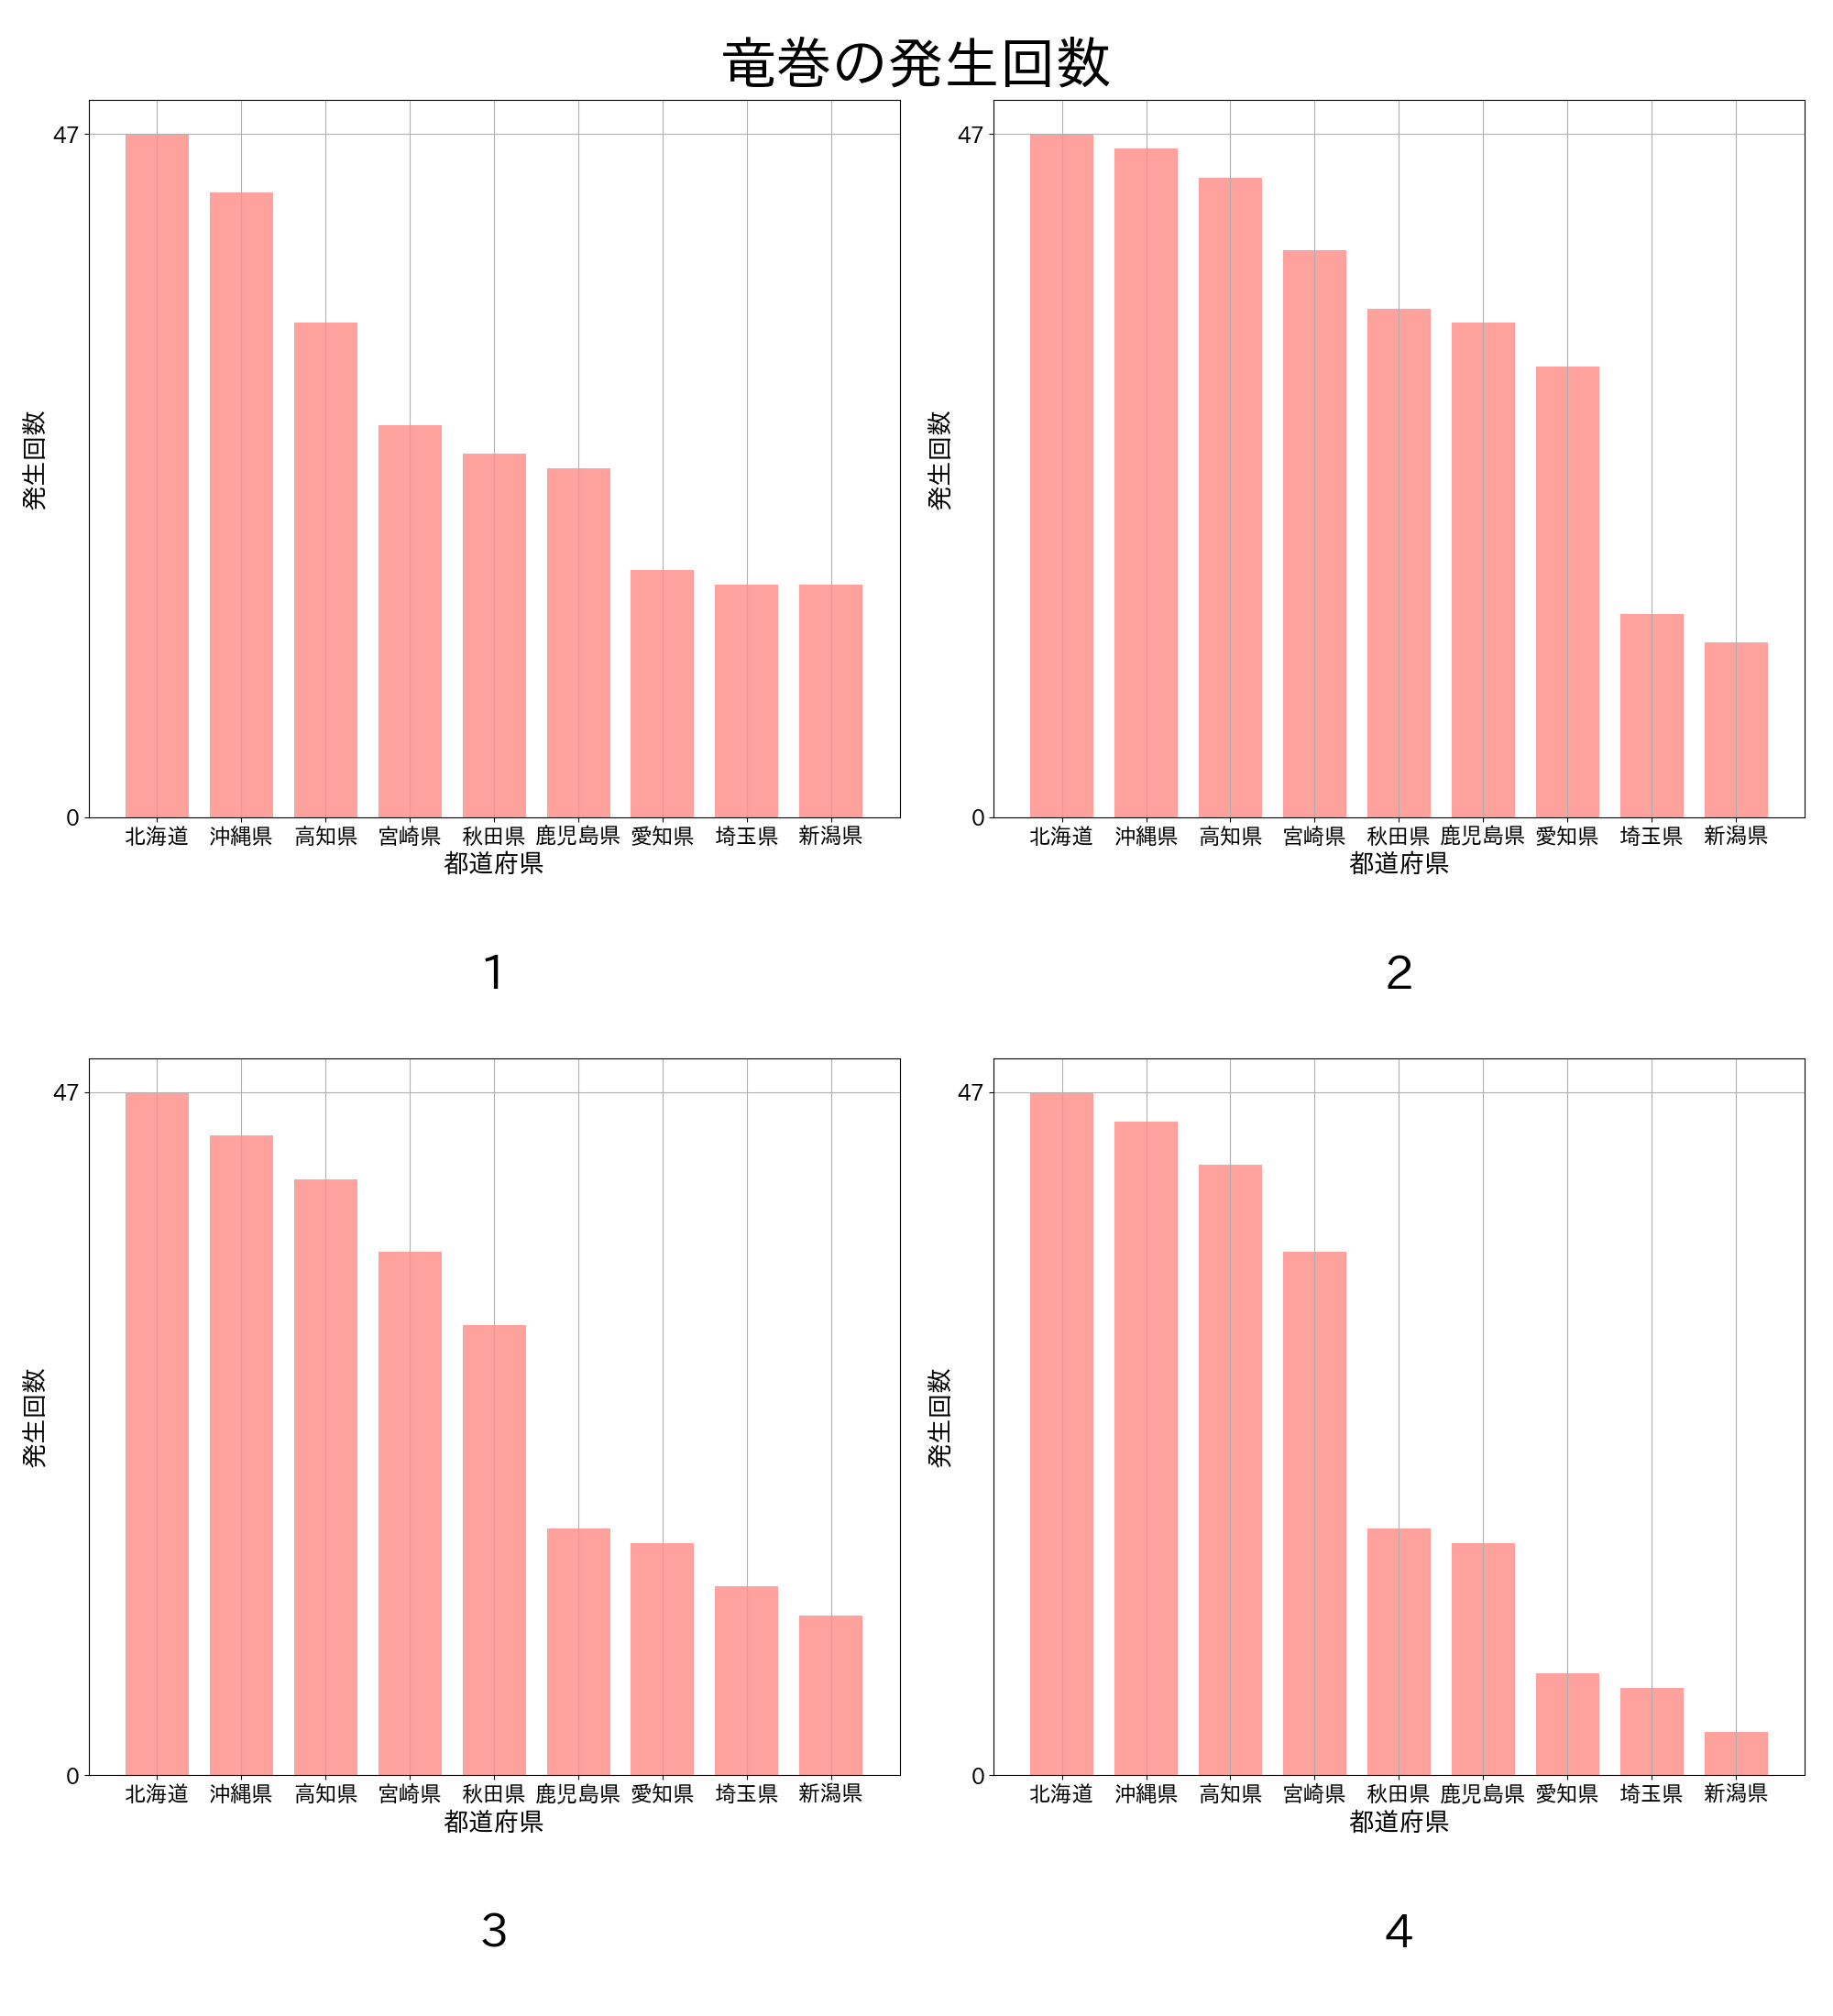 竜巻の発生回数
47
0
発生回数
北海道 沖縄県 高知県 宮崎県 秋田県 鹿児島県 愛知県 埼玉県 新潟県
都道府県
1
47
0
発生回数
北海道 沖縄県 高知県 宮崎県 秋田県 鹿児島県 愛知県 埼玉県 新潟県
都道府県
2
47
0
発生回数
北海道 沖縄県 高知県 宮崎県 秋田県 鹿児島県 愛知県 埼玉県 新潟県
都道府県
3
47
0
発生回数
北海道 沖縄県 高知県 宮崎県 秋田県 鹿児島県 愛知県 埼玉県 新潟県
都道府県
4